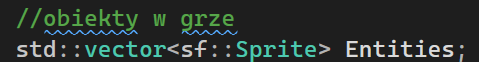 //obiekty w grze
std::vector<sf::Sprite> Entities;